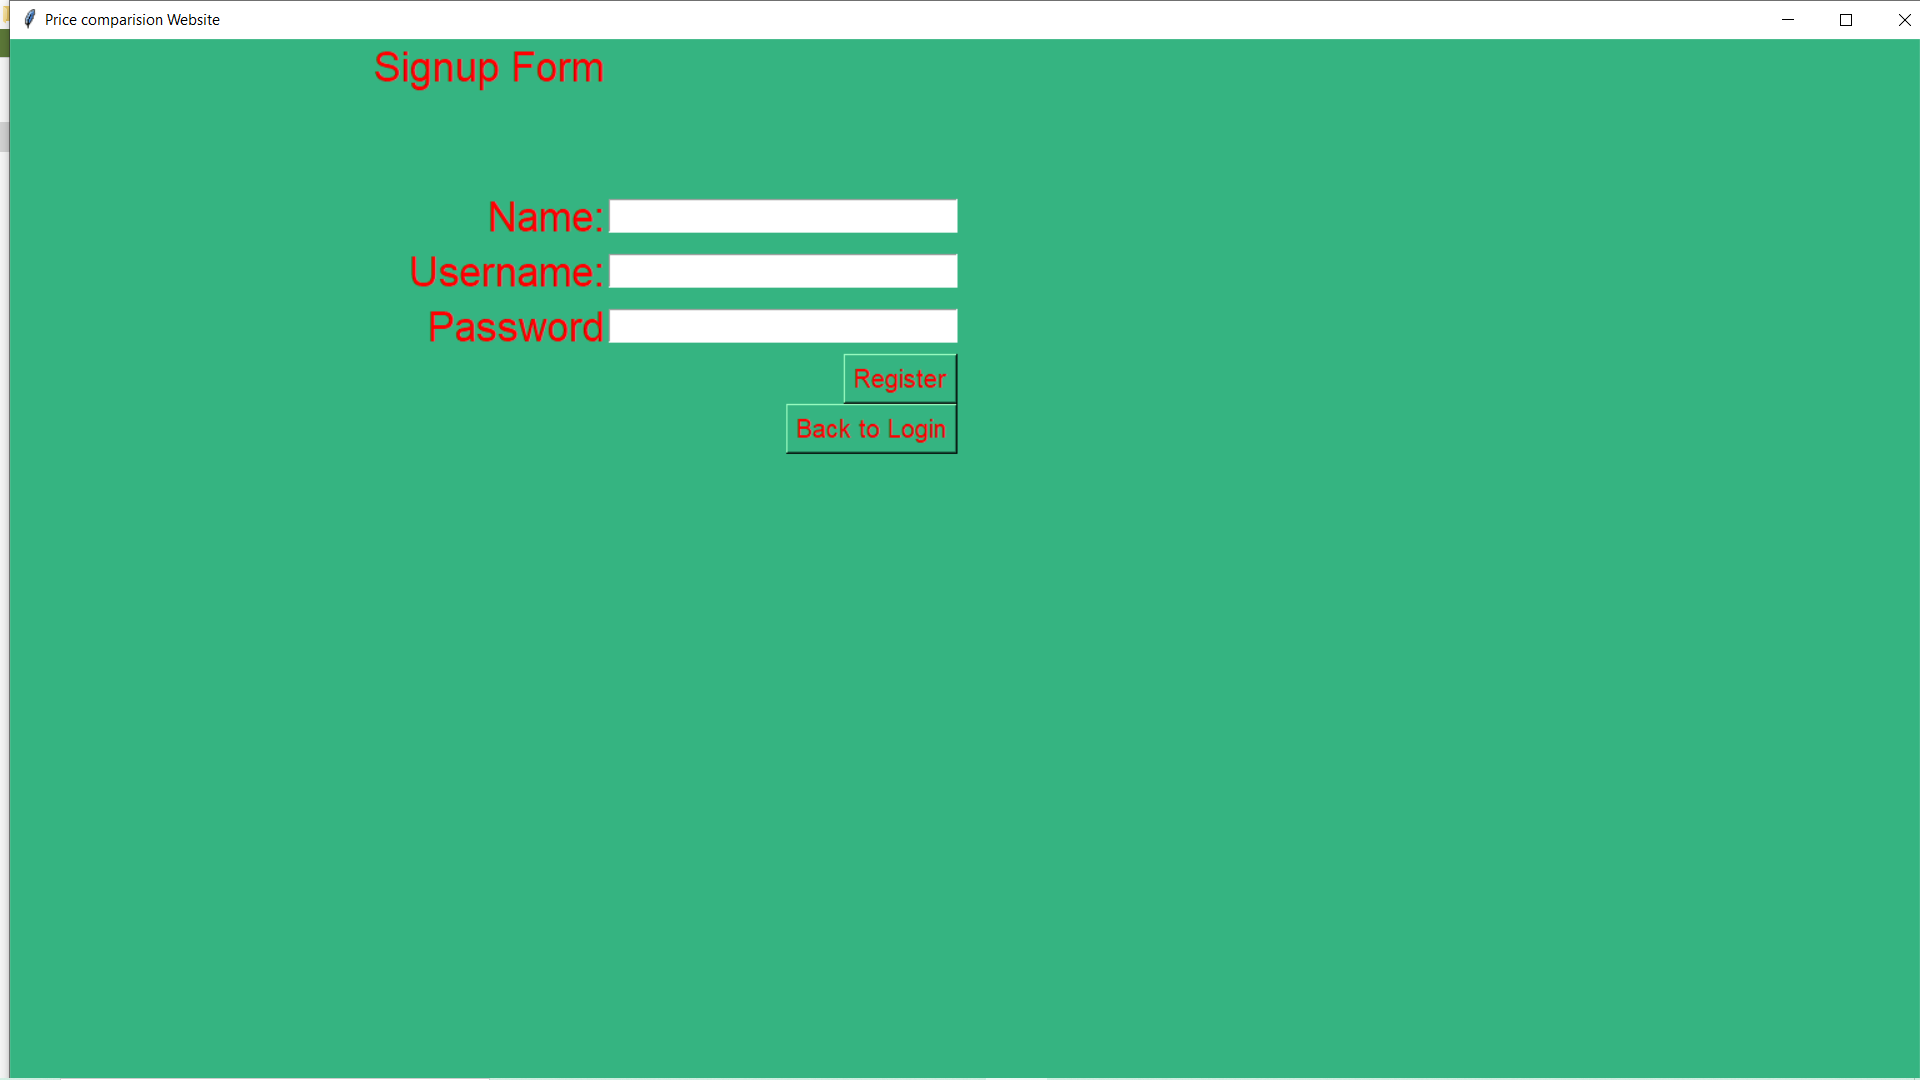 Price comparision Website
Signup Form
Name:
Username:
Password
Register
Back to Login